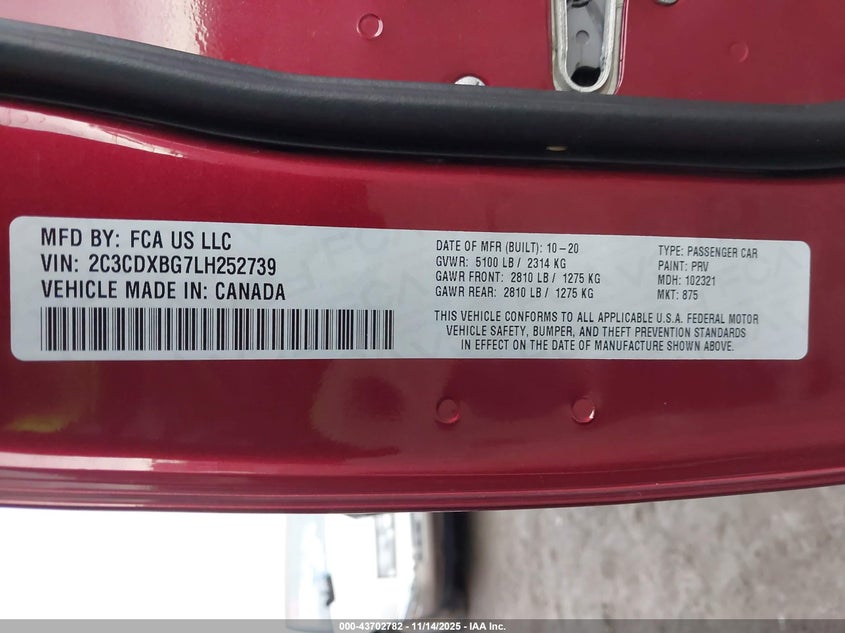 MFD BY: FCA US LLC
VIN: 2C3CDXBG7LH252739
VEHICLE MADE IN: CANADA
DATE OF MFR (BUILT): 10-20
GVWR: 5100 LB / 2314 KG
GAWR FRONT: 2810 LB / 1275 KG
GAWR REAR: 2810 LB / 1275 KG
THIS VEHICLE CONFORMS TO ALL APPLICABLE U.S.A. FEDERAL MOTOR
VEHICLE SAFETY, BUMPER, AND THEFT PREVENTION STANDARDS
IN EFFECT ON THE DATE OF MANUFACTURE SHOWN ABOVE.
TYPE: PASSENGER CAR
PAINT: PRV
MDH: 102321
MKT: 875
000-43702782 - 11/14/2025 - IAA Inc.